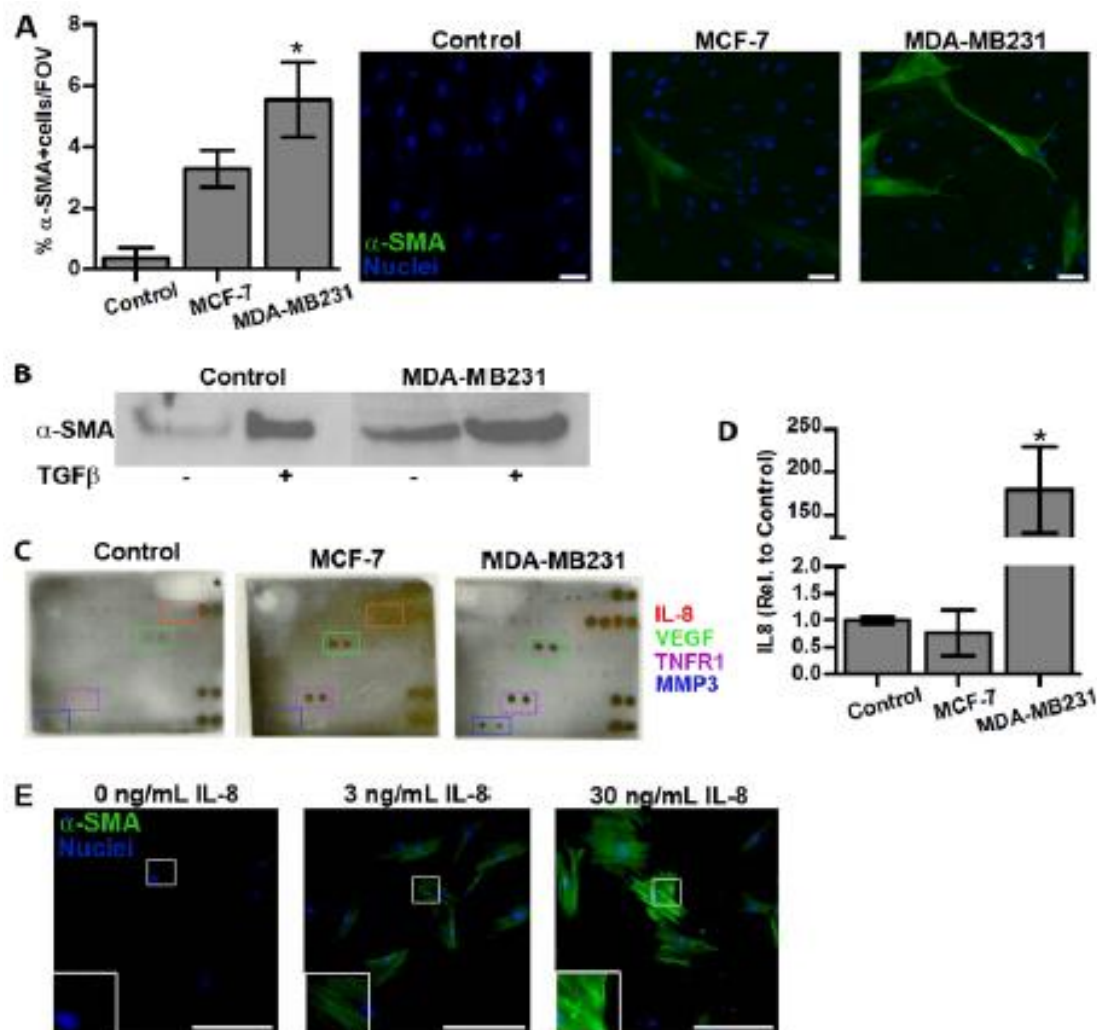 A
% α-SMA+cells/FOV
8
6
4
2
0
*
Control
MCF-7
MDA-MB231
Control
MCF-7
MDA-MB231
α-SMA
Nuclei
B
Control
MDA-MB231
α-SMA
TGFβ
- + - +
C
Control
MCF-7
MDA-MB231
IL-8
VEGF
TNFR1
MMP3
D
IL8 (Rel. to Control)
250
200
150
2.0
1.5
1.0
0.5
0.0
*
Control
MCF-7
MDA-MB231
E
0 ng/mL IL-8
3 ng/mL IL-8
30 ng/mL IL-8
α-SMA
Nuclei